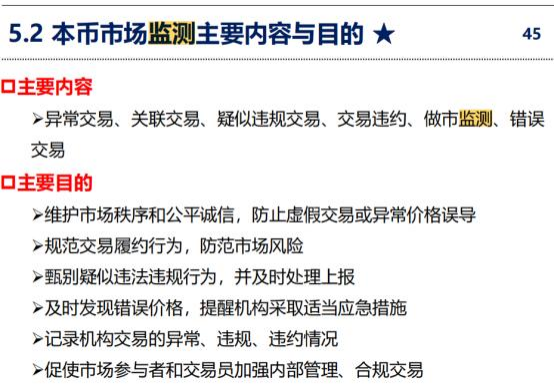 5.2 本币市场监测主要内容与目的 ★
45
主要内容
异常交易、关联交易、疑似违规交易、交易违约、做市监测、错误
交易
主要目的
维护市场秩序和公平诚信，防止虚假交易或异常价格误导
规范交易履约行为，防范市场风险
甄别疑似违法违规行为，并及时处理上报
及时发现错误价格，提醒机构采取适当应急措施
记录机构交易的异常、违规、违约情况
促使市场参与者和交易员加强内部管理、合规交易